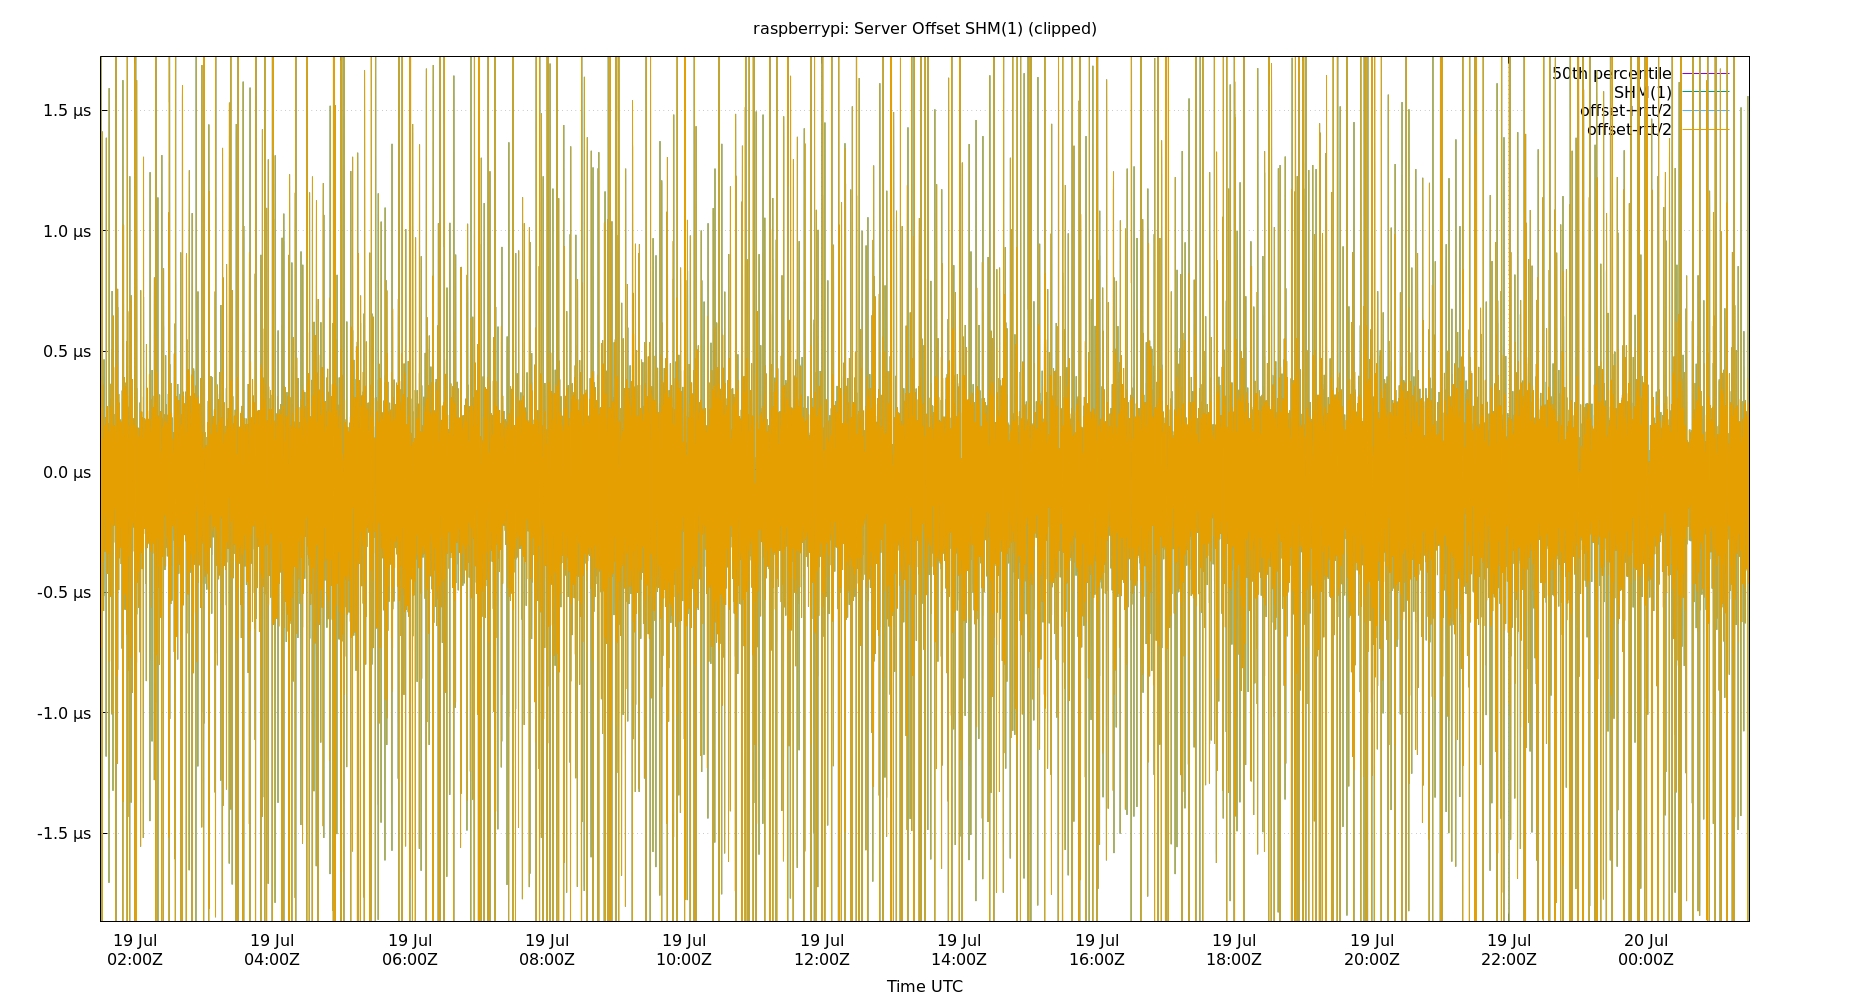 raspberrypi: Server Offset SHM(1) (clipped)
50th percentile
SHM(1)
offset+rtt/2
offset-rtt/2
1.5 µs
1.0 µs
0.5 µs
0.0 µs
-0.5 µs
-1.0 µs
-1.5 µs
19 Jul 19 Jul 19 Jul 19 Jul 19 Jul 19 Jul 19 Jul 19 Jul 19 Jul 19 Jul 19 Jul 20 Jul
02:00Z 04:00Z 06:00Z 08:00Z 10:00Z 12:00Z 14:00Z 16:00Z 18:00Z 20:00Z 22:00Z 00:00Z
Time UTC